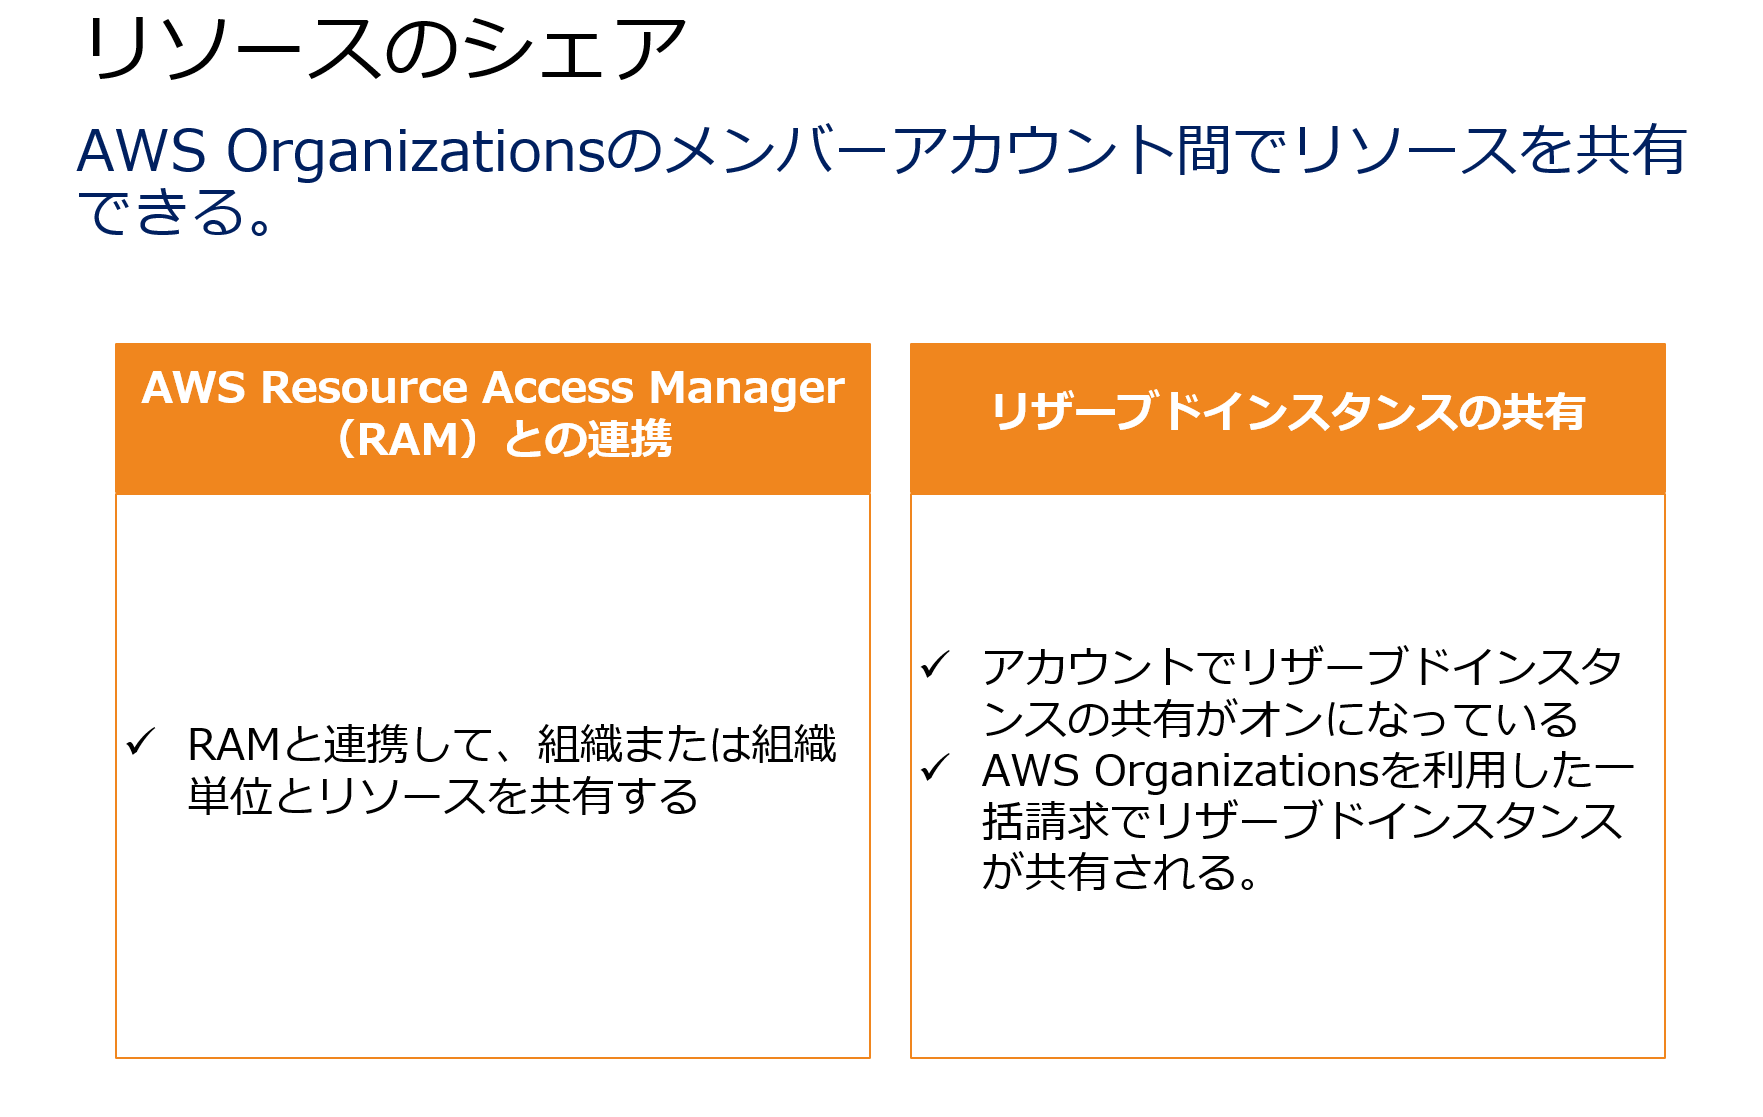 リソースのシェア
AWS Organizationsのメンバーアカウント間でリソースを共有
できる。
AWS Resource Access Manager
（RAM）との連携
✓ RAMと連携して、組織または組織
単位とリソースを共有する
リザーブドインスタンスの共有
✓ アカウントでリザーブドインスタ
ンスの共有がオンになっている
✓ AWS Organizationsを利用した一
括請求でリザーブドインスタンス
が共有される。